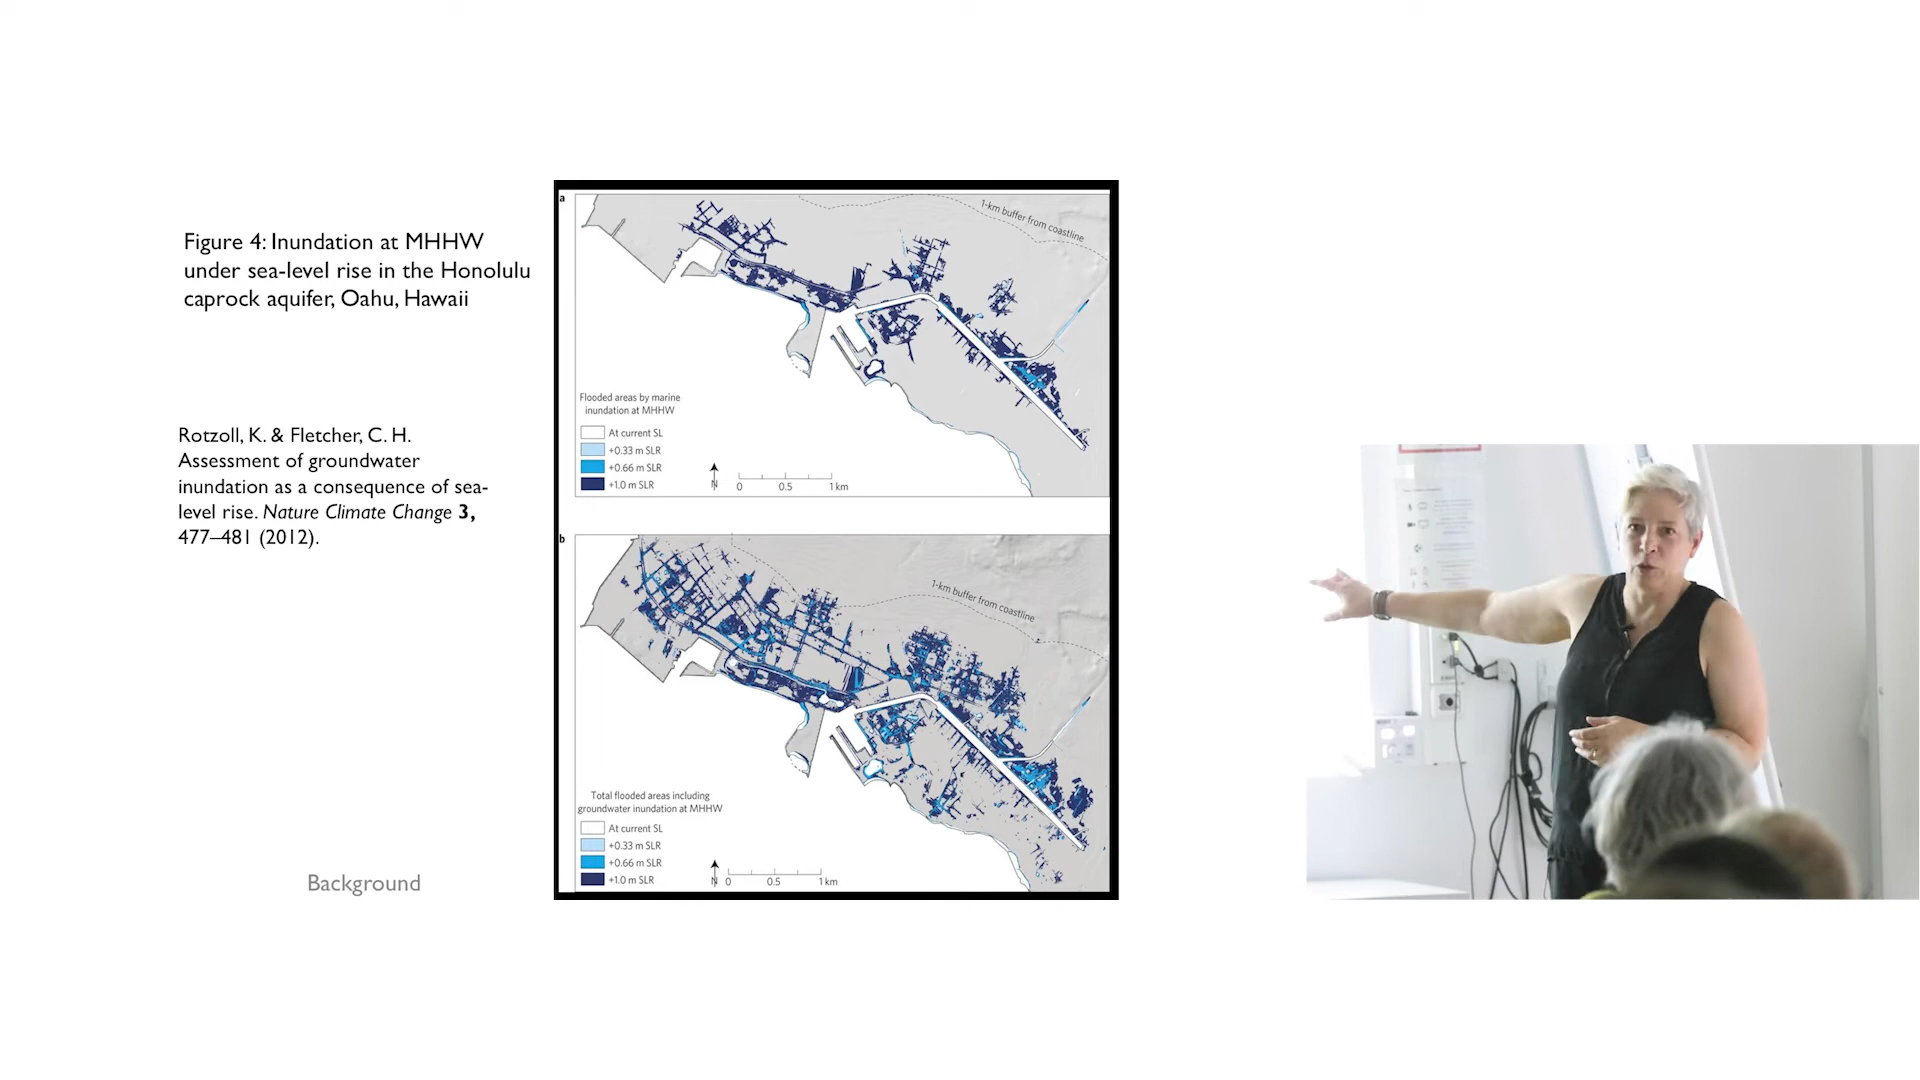 Figure 4: Inundation at MHHW
under sea-level rise in the Honolulu
caprock aquifer, Oahu, Hawaii
Rotzoll, K. & Fletcher, C. H.
Assessment of groundwater
inundation as a consequence of sea-
level rise. Nature Climate Change 3,
477–481 (2012).
Background
a
1-km buffer from coastline
Flooded areas by marine
inundation at MHHW
At current SL
+0.33 m SLR
+0.66 m SLR
+1.0 m SLR
N
0 0.5 1 km
b
1-km buffer from coastline
Total flooded areas including
groundwater inundation at MHHW
At current SL
+0.33 m SLR
+0.66 m SLR
+1.0 m SLR
N
0 0.5 1 km